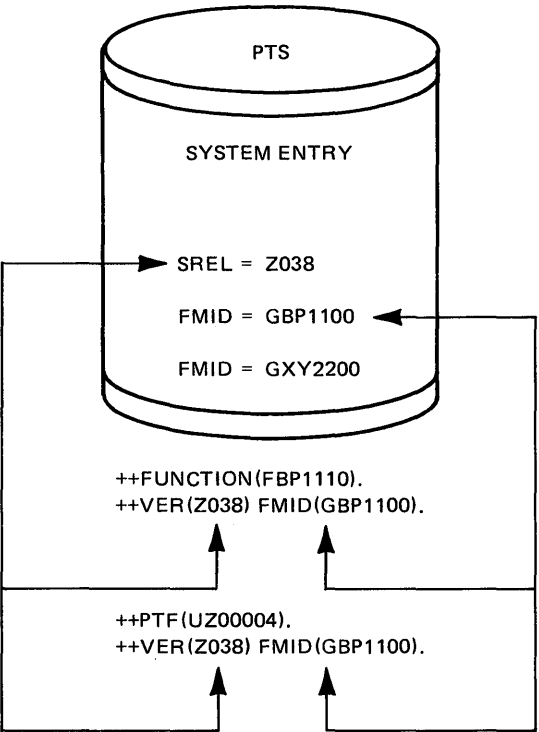 PTS
SYSTEM ENTRY
SREL = Z038
FMID = GBP1100
FMID = GXY2200
++FUNCTION(FBP1110).
++VER(Z038) FMID(GBP1100).
++PTF(UZ00004).
++VER(Z038) FMID(GBP1100).